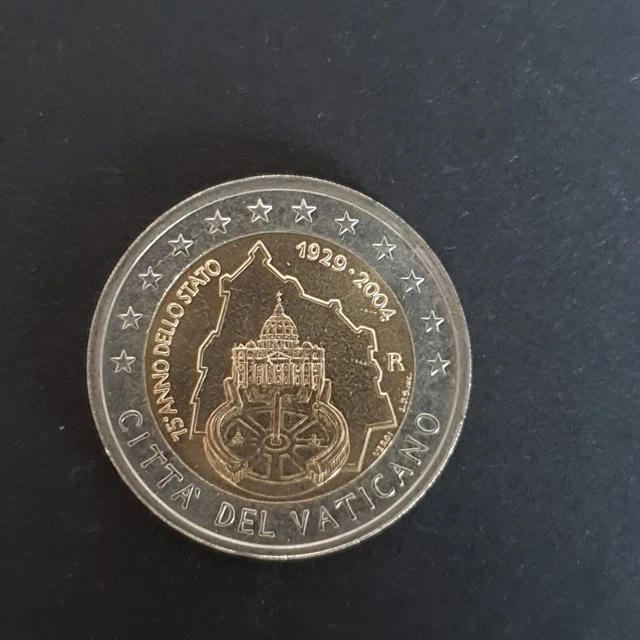 75° ANNO DELLO STATO
1929 · 2004
R
CITTA' DEL VATICANO